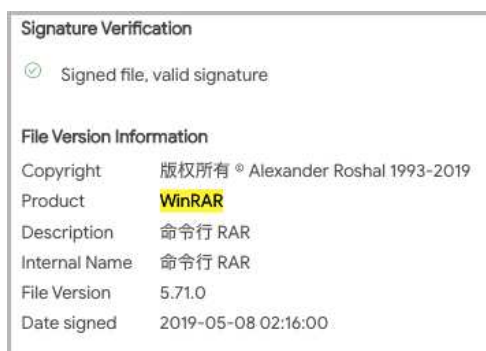 Signature Verification
Signed file, valid signature
File Version Information
Copyright 版权所有 © Alexander Roshal 1993-2019
Product WinRAR
Description 命令行 RAR
Internal Name 命令行 RAR
File Version 5.71.0
Date signed 2019-05-08 02:16:00